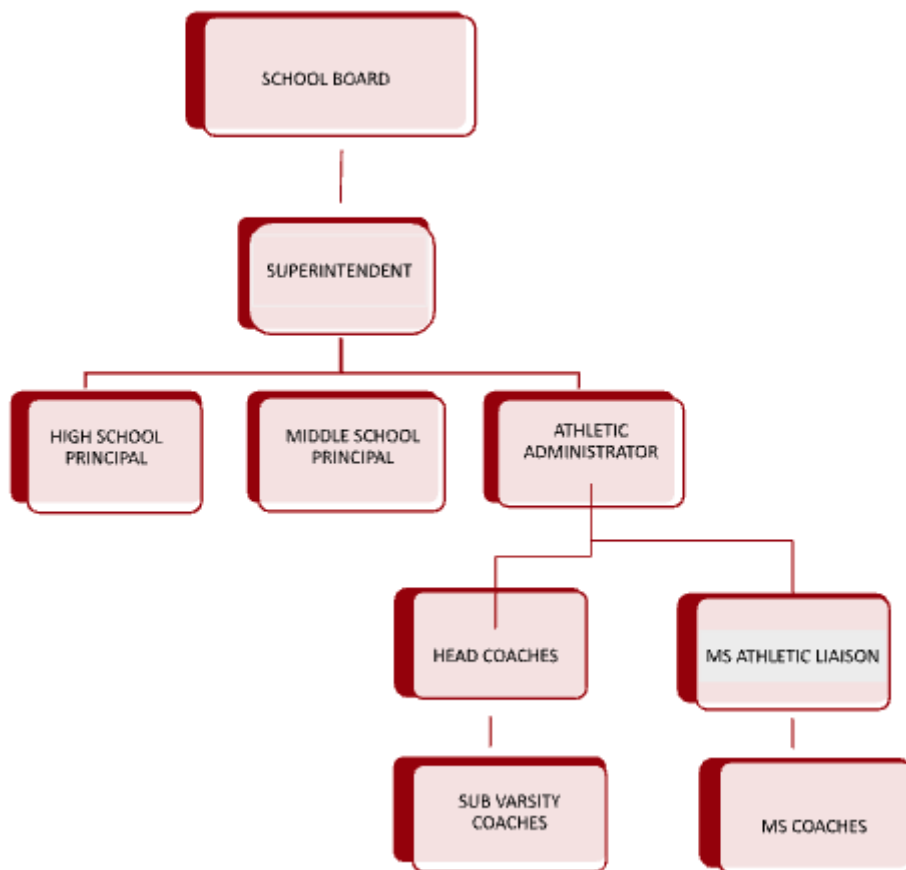 SCHOOL BOARD
SUPERINTENDENT
HIGH SCHOOL
PRINCIPAL
MIDDLE SCHOOL
PRINCIPAL
ATHLETIC
ADMINISTRATOR
HEAD COACHES
MS ATHLETIC LIAISON
SUB VARSITY
COACHES
MS COACHES